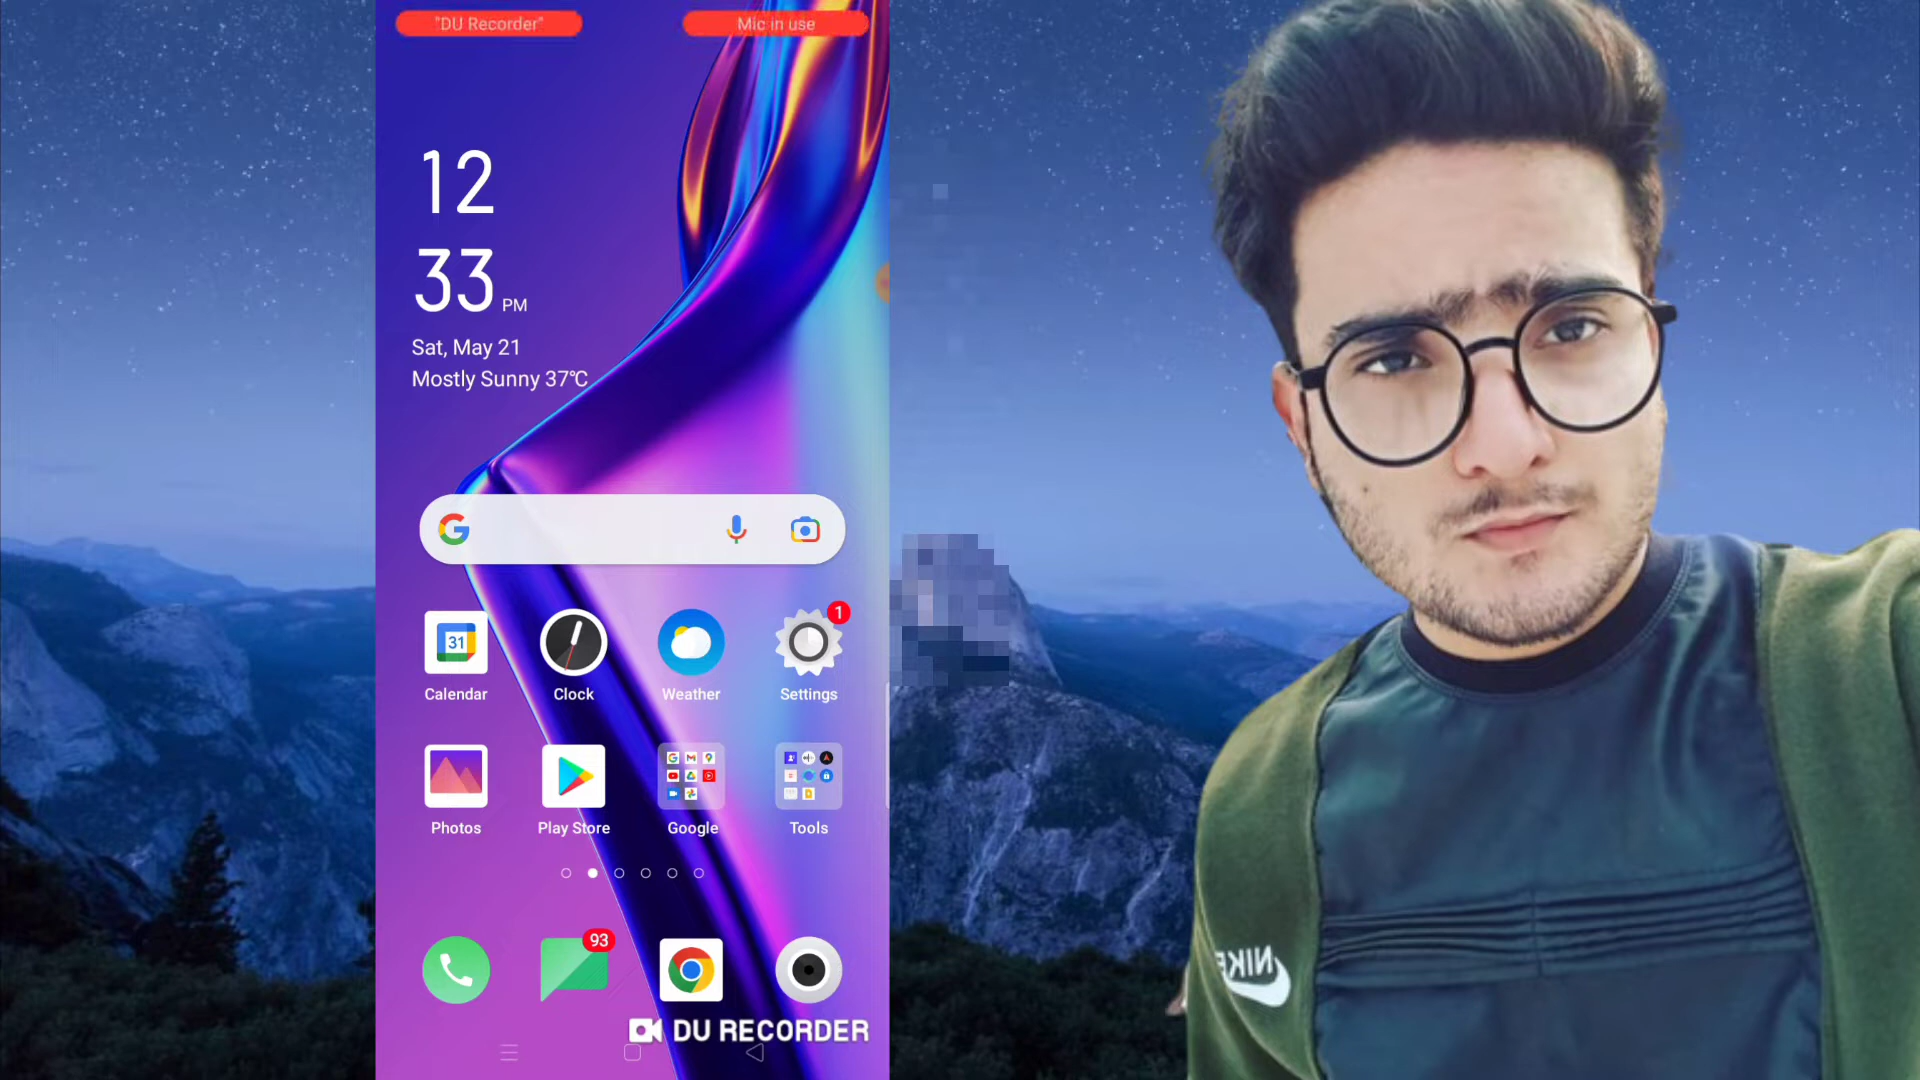 "DU Recorder"
Mic in use
12
33 PM
Sat, May 21
Mostly Sunny 37°C
31
1
Calendar
Clock
Weather
Settings
Photos
Play Store
Google
Tools
93
DU RECORDER
NIKE